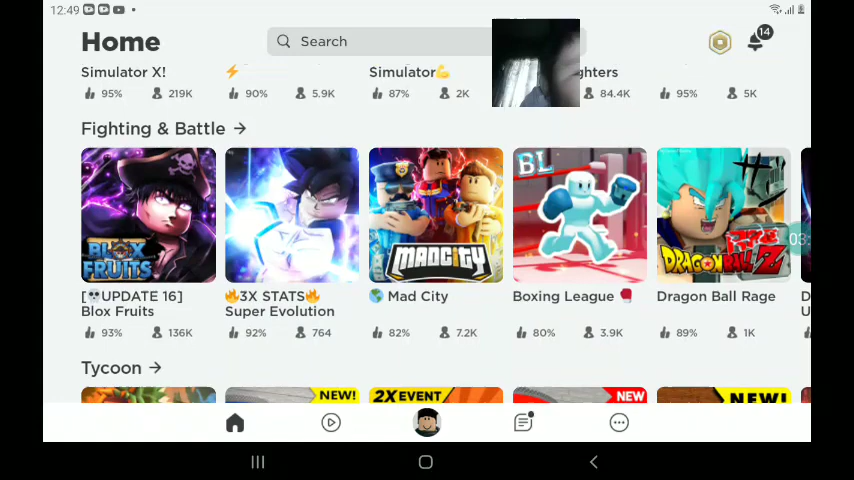 12:49
Home
Search
14
Simulator X!
Simulator💪
ghters
95% 219K
90% 5.9K
87% 2K
84.4K
95% 5K
Fighting & Battle →
BLOX FRUITS
MADCITY
BL
RAGE
DRAGON BALL Z
03:
[💀UPDATE 16] Blox Fruits
🔥3X STATS🔥 Super Evolution
🌎 Mad City
Boxing League 🥊
Dragon Ball Rage
D
U
93% 136K
92% 764
82% 7.2K
80% 3.9K
89% 1K
Tycoon →
NEW!
2X EVENT
NEW
NEW!